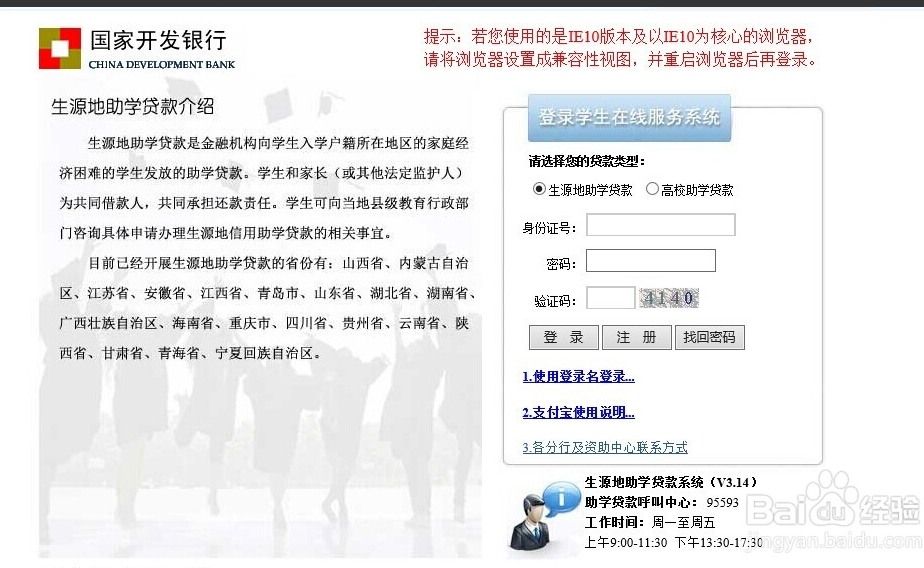 国家开发银行
CHINA DEVELOPMENT BANK
提示：若您使用的是IE10版本及以IE10为核心的浏览器，
请将浏览器设置成兼容性视图，并重启浏览器后再登录。
生源地助学贷款介绍
生源地助学贷款是金融机构向学生入学户籍所在地区的家庭经
济困难的学生发放的助学贷款。学生和家长（或其他法定监护人）
为共同借款人，共同承担还款责任。学生可向当地县级教育行政部
门咨询具体申请办理生源地信用助学贷款的相关事宜。
目前已经开展生源地助学贷款的省份有：山西省、内蒙古自治
区、江苏省、安徽省、江西省、青岛市、山东省、湖北省、湖南省、
广西壮族自治区、海南省、重庆市、四川省、贵州省、云南省、陕
西省、甘肃省、青海省、宁夏回族自治区。
登录学生在线服务系统
请选择您的贷款类型：
生源地助学贷款 高校助学贷款
身份证号：
密码：
验证码： 4140
登 录 注 册 找回密码
1.使用登录名登录...
2.支付宝使用说明...
3.各分行及资助中心联系方式
生源地助学贷款系统（V3.14）
助学贷款呼叫中心： 95593
工作时间：周一至周五
上午9:00-11:30 下午13:30-17:30
Baidu经验
jingyan.baidu.com